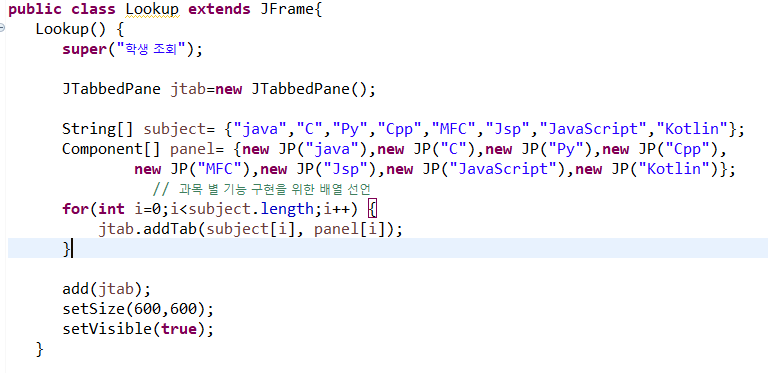 public class Lookup extends JFrame{
Lookup() {
super("학생 조회");
JTabbedPane jtab=new JTabbedPane();
String[] subject= {"java","C","Py","Cpp","MFC","Jsp","JavaScript","Kotlin"};
Component[] panel= {new JP("java"),new JP("C"),new JP("Py"),new JP("Cpp"),
new JP("MFC"),new JP("Jsp"),new JP("JavaScript"),new JP("Kotlin")};
// 과목 별 기능 구현을 위한 배열 선언
for(int i=0;i<subject.length;i++) {
jtab.addTab(subject[i], panel[i]);
}
add(jtab);
setSize(600,600);
setVisible(true);
}